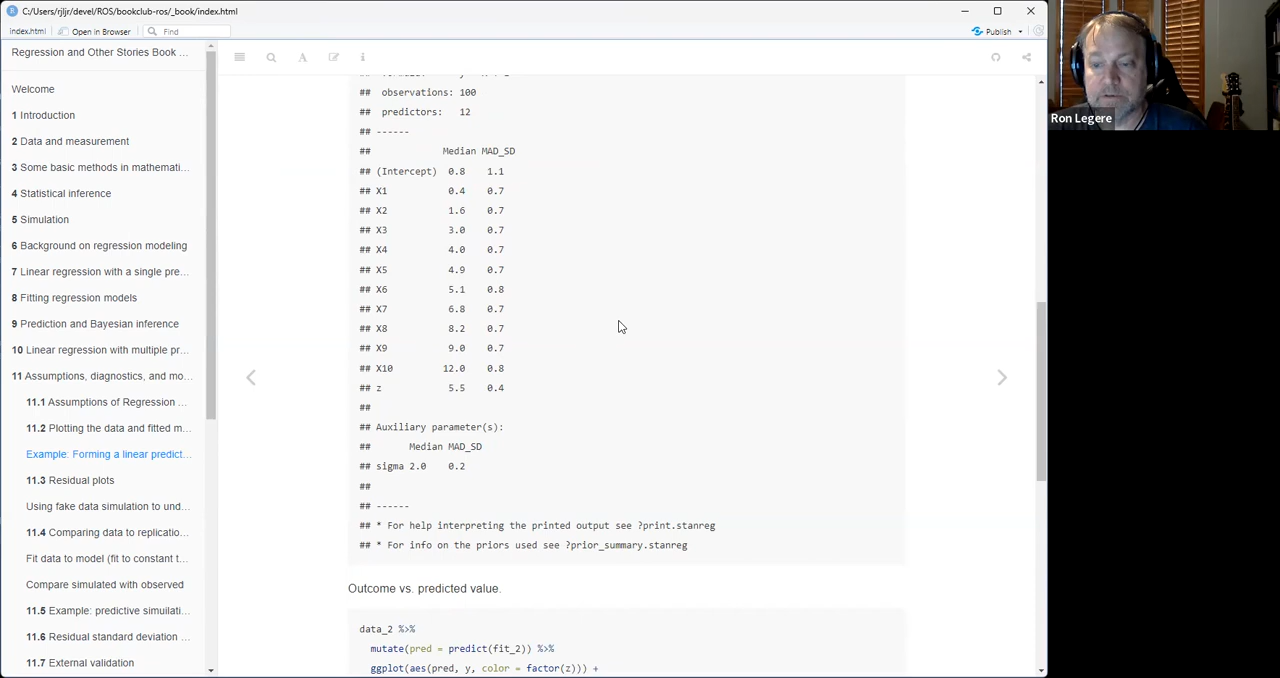 C:/Users/rjljr/devel/ROS/bookclub-ros/_book/index.html
index.html
Open in Browser
Find
Publish
Regression and Other Stories Book ...
Welcome
1 Introduction
2 Data and measurement
3 Some basic methods in mathemati...
4 Statistical inference
5 Simulation
6 Background on regression modeling
7 Linear regression with a single pre...
8 Fitting regression models
9 Prediction and Bayesian inference
10 Linear regression with multiple pr...
11 Assumptions, diagnostics, and mo...
11.1 Assumptions of Regression ...
11.2 Plotting the data and fitted m...
Example: Forming a linear predict...
11.3 Residual plots
Using fake data simulation to und...
11.4 Comparing data to replicatio...
Fit data to model (fit to constant t...
Compare simulated with observed
11.5 Example: predictive simuilati...
11.6 Residual standard deviation ...
11.7 External validation
## observations: 100
## predictors: 12
## ------
## Median MAD_SD
## (Intercept) 0.8 1.1
## X1 0.4 0.7
## X2 1.6 0.7
## X3 3.0 0.7
## X4 4.0 0.7
## X5 4.9 0.7
## X6 5.1 0.8
## X7 6.8 0.7
## X8 8.2 0.7
## X9 9.0 0.7
## X10 12.0 0.8
## z 5.5 0.4
##
## Auxiliary parameter(s):
## Median MAD_SD
## sigma 2.0 0.2
##
## ------
## * For help interpreting the printed output see ?print.stanreg
## * For info on the priors used see ?prior_summary.stanreg
Outcome vs. predicted value.
data_2 %>%
mutate(pred = predict(fit_2)) %>%
ggplot(aes(pred, y, color = factor(z))) +
Ron Legere